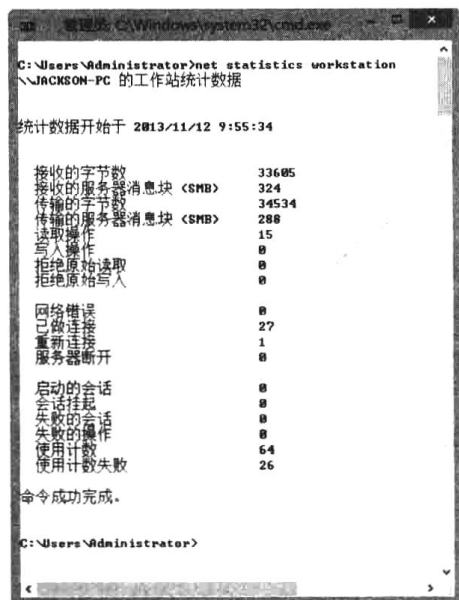 管理员: C:\Windows\system32\cmd.exe
C:\Users\Administrator>net statistics workstation
\\JACKSON-PC 的工作站统计数据
统计数据开始于 2013/11/12 9:55:34
接收的字节数 33605
接收的服务器消息块 (SMB) 324
传输的字节数 34534
传输的服务器消息块 (SMB) 288
读取操作 15
写入操作 0
拒绝原始读取 0
拒绝原始写入 0
网络错误 0
已做连接 27
重新连接 1
服务器断开 0
启动的会话 0
会话挂起 0
失败的会话 0
失败的操作 0
使用计数 64
使用计数失败 26
命令成功完成。
C:\Users\Administrator>